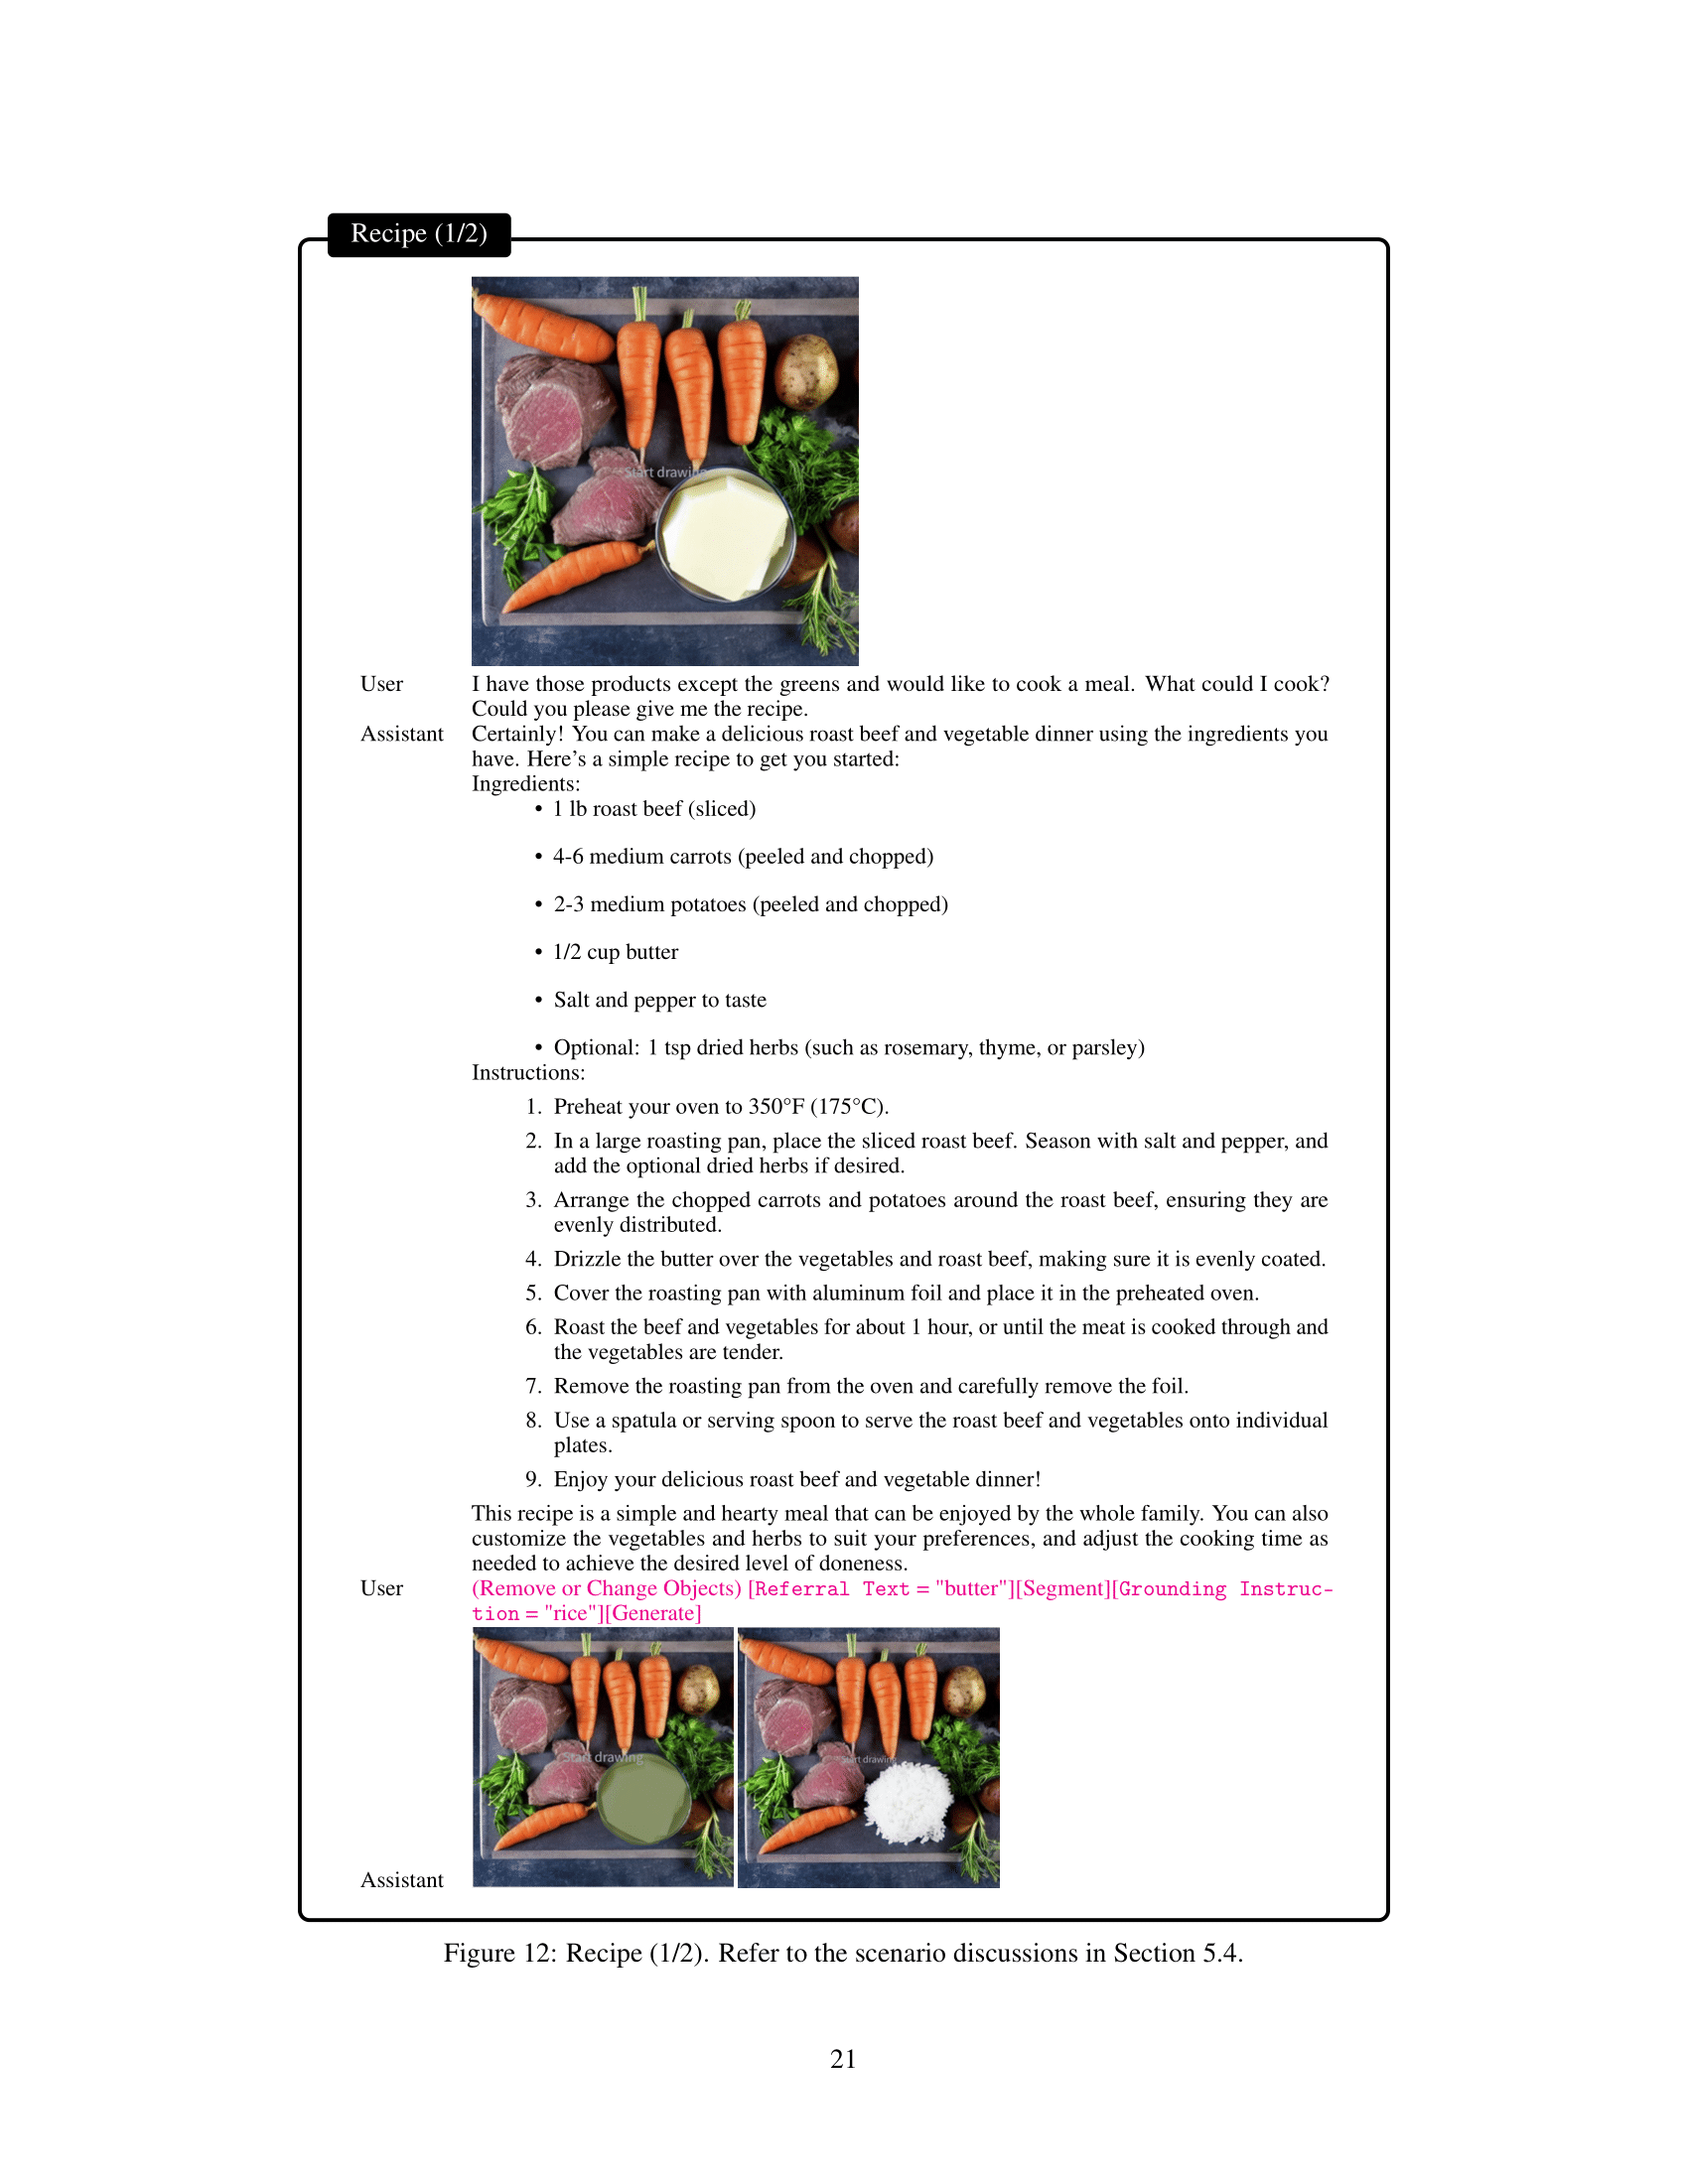 Recipe (1/2)
Start drawing
User I have those products except the greens and would like to cook a meal. What could I cook?
Could you please give me the recipe.
Assistant Certainly! You can make a delicious roast beef and vegetable dinner using the ingredients you
have. Here's a simple recipe to get you started:
Ingredients:
• 1 lb roast beef (sliced)
• 4-6 medium carrots (peeled and chopped)
• 2-3 medium potatoes (peeled and chopped)
• 1/2 cup butter
• Salt and pepper to taste
• Optional: 1 tsp dried herbs (such as rosemary, thyme, or parsley)
Instructions:
1. Preheat your oven to 350°F (175°C).
2. In a large roasting pan, place the sliced roast beef. Season with salt and pepper, and
add the optional dried herbs if desired.
3. Arrange the chopped carrots and potatoes around the roast beef, ensuring they are
evenly distributed.
4. Drizzle the butter over the vegetables and roast beef, making sure it is evenly coated.
5. Cover the roasting pan with aluminum foil and place it in the preheated oven.
6. Roast the beef and vegetables for about 1 hour, or until the meat is cooked through and
the vegetables are tender.
7. Remove the roasting pan from the oven and carefully remove the foil.
8. Use a spatula or serving spoon to serve the roast beef and vegetables onto individual
plates.
9. Enjoy your delicious roast beef and vegetable dinner!
This recipe is a simple and hearty meal that can be enjoyed by the whole family. You can also
customize the vegetables and herbs to suit your preferences, and adjust the cooking time as
needed to achieve the desired level of doneness.
User (Remove or Change Objects) [Referral Text = "butter"][Segment][Grounding Instruc-
tion = "rice"][Generate]
Start drawing
Start drawing
Assistant
Figure 12: Recipe (1/2). Refer to the scenario discussions in Section 5.4.
21